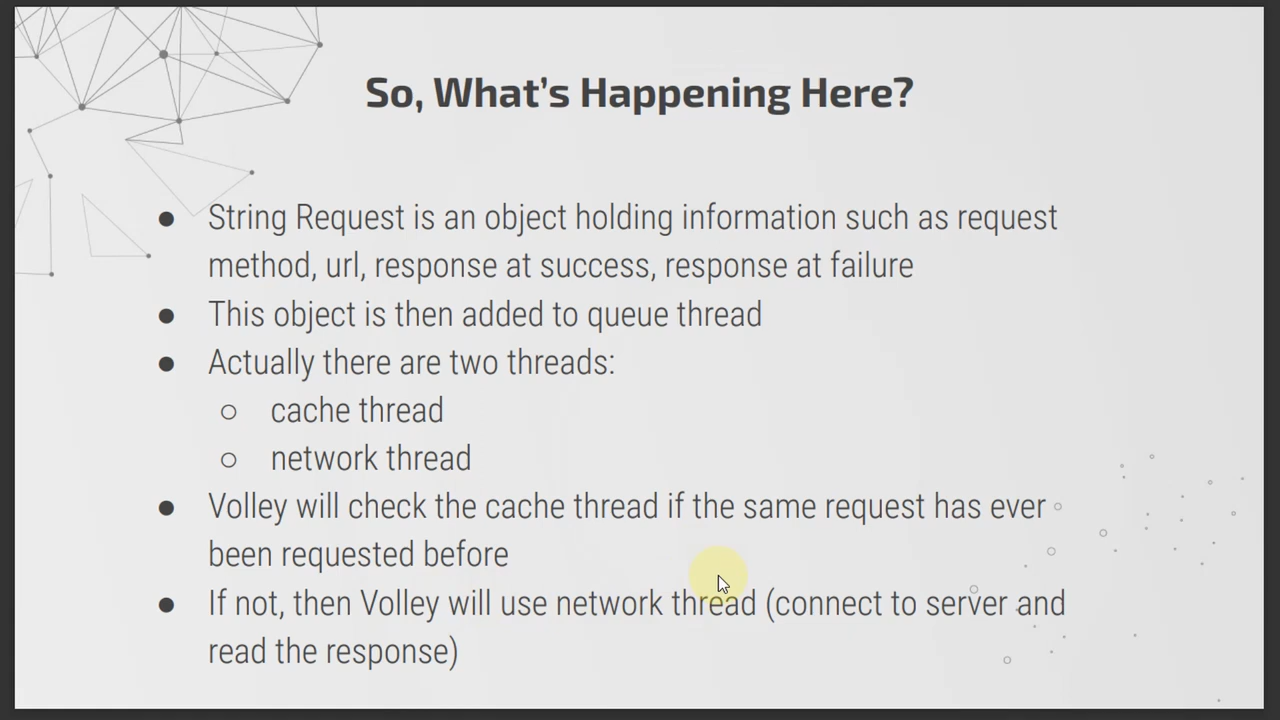 So, What's Happening Here?
● String Request is an object holding information such as request
method, url, response at success, response at failure
● This object is then added to queue thread
● Actually there are two threads:
○ cache thread
○ network thread
● Volley will check the cache thread if the same request has ever
been requested before
● If not, then Volley will use network thread (connect to server and
read the response)